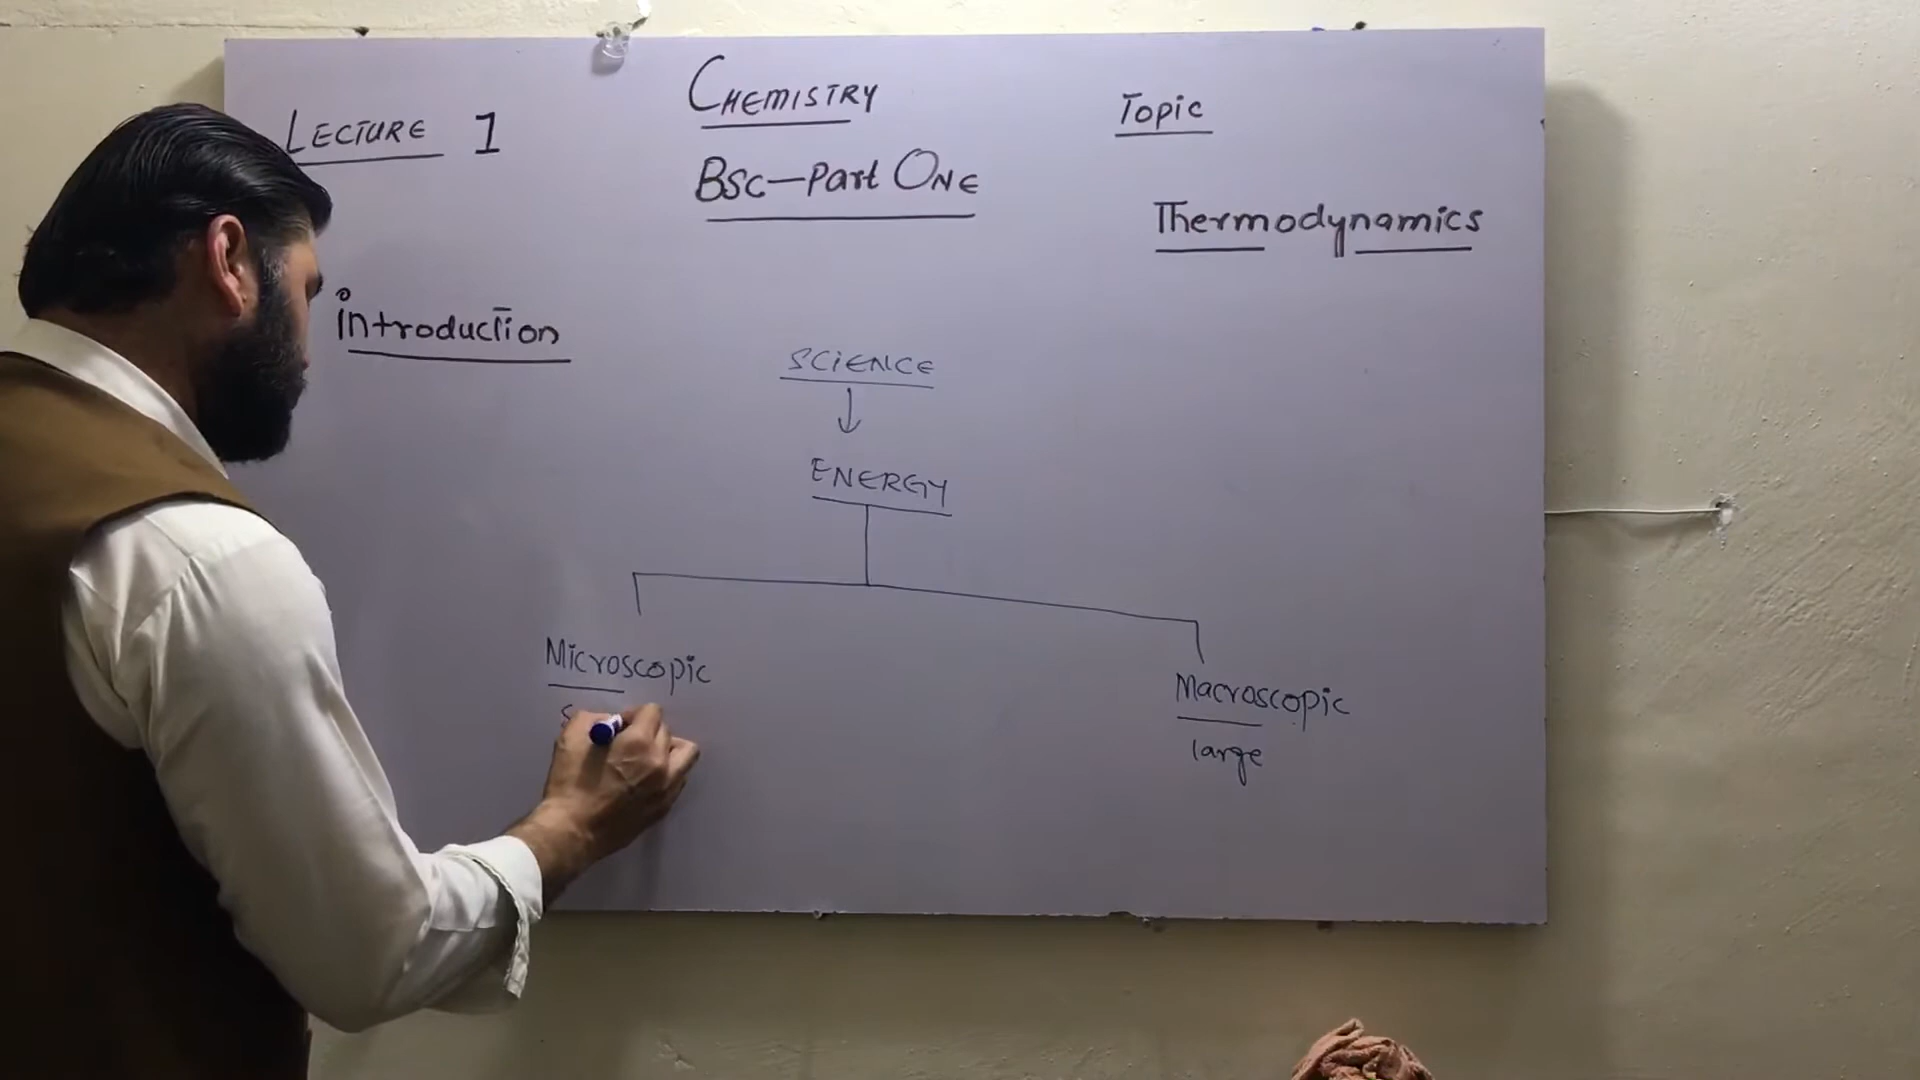 LECTURE 1
CHEMISTRY
BSc-Part ONE
Topic
Thermodynamics
introduction
SCiENCE
ENERGY
Microscopic
Macroscopic
large